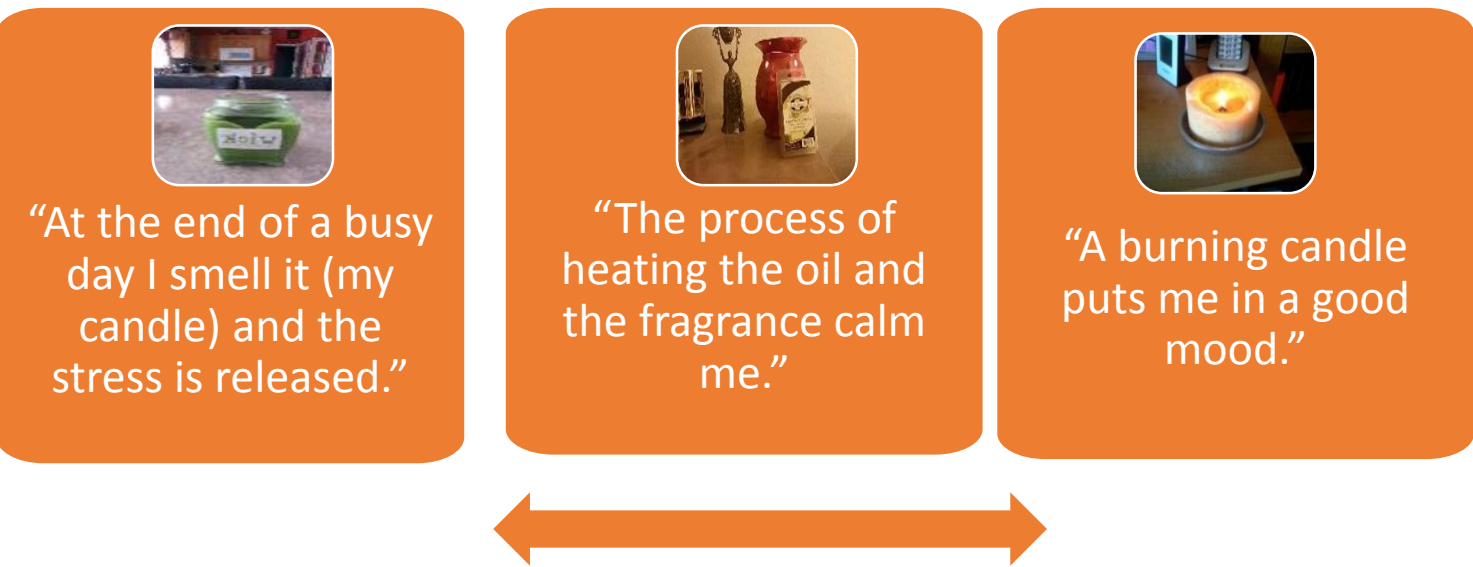 “At the end of a busy
day I smell it (my
candle) and the
stress is released.”
“The process of
heating the oil and
the fragrance calm
me.”
“A burning candle
puts me in a good
mood.”